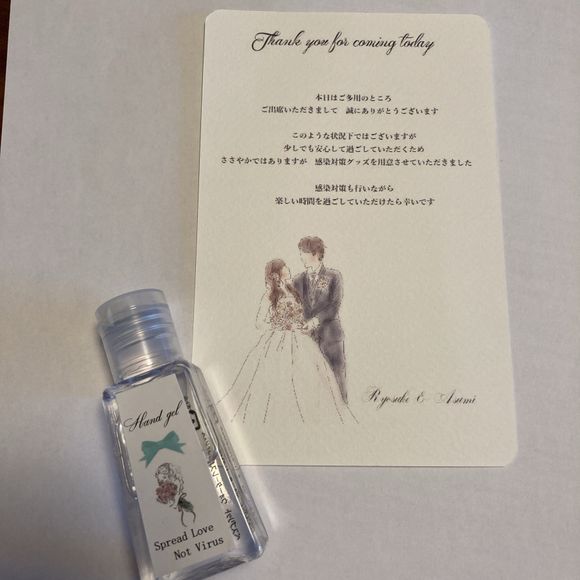 Thank you for coming today
本日はご多用のところ
ご出席いただきまして　誠にありがとうございます
このような状況下ではございますが
少しでも安心して過ごしていただくため
ささやかではありますが　感染対策グッズを用意させていただきました
感染対策も行いながら
楽しい時間を過ごしていただけたら幸いです
Ryosuke & Asumi
Hand gel
Spread Love
Not Virus